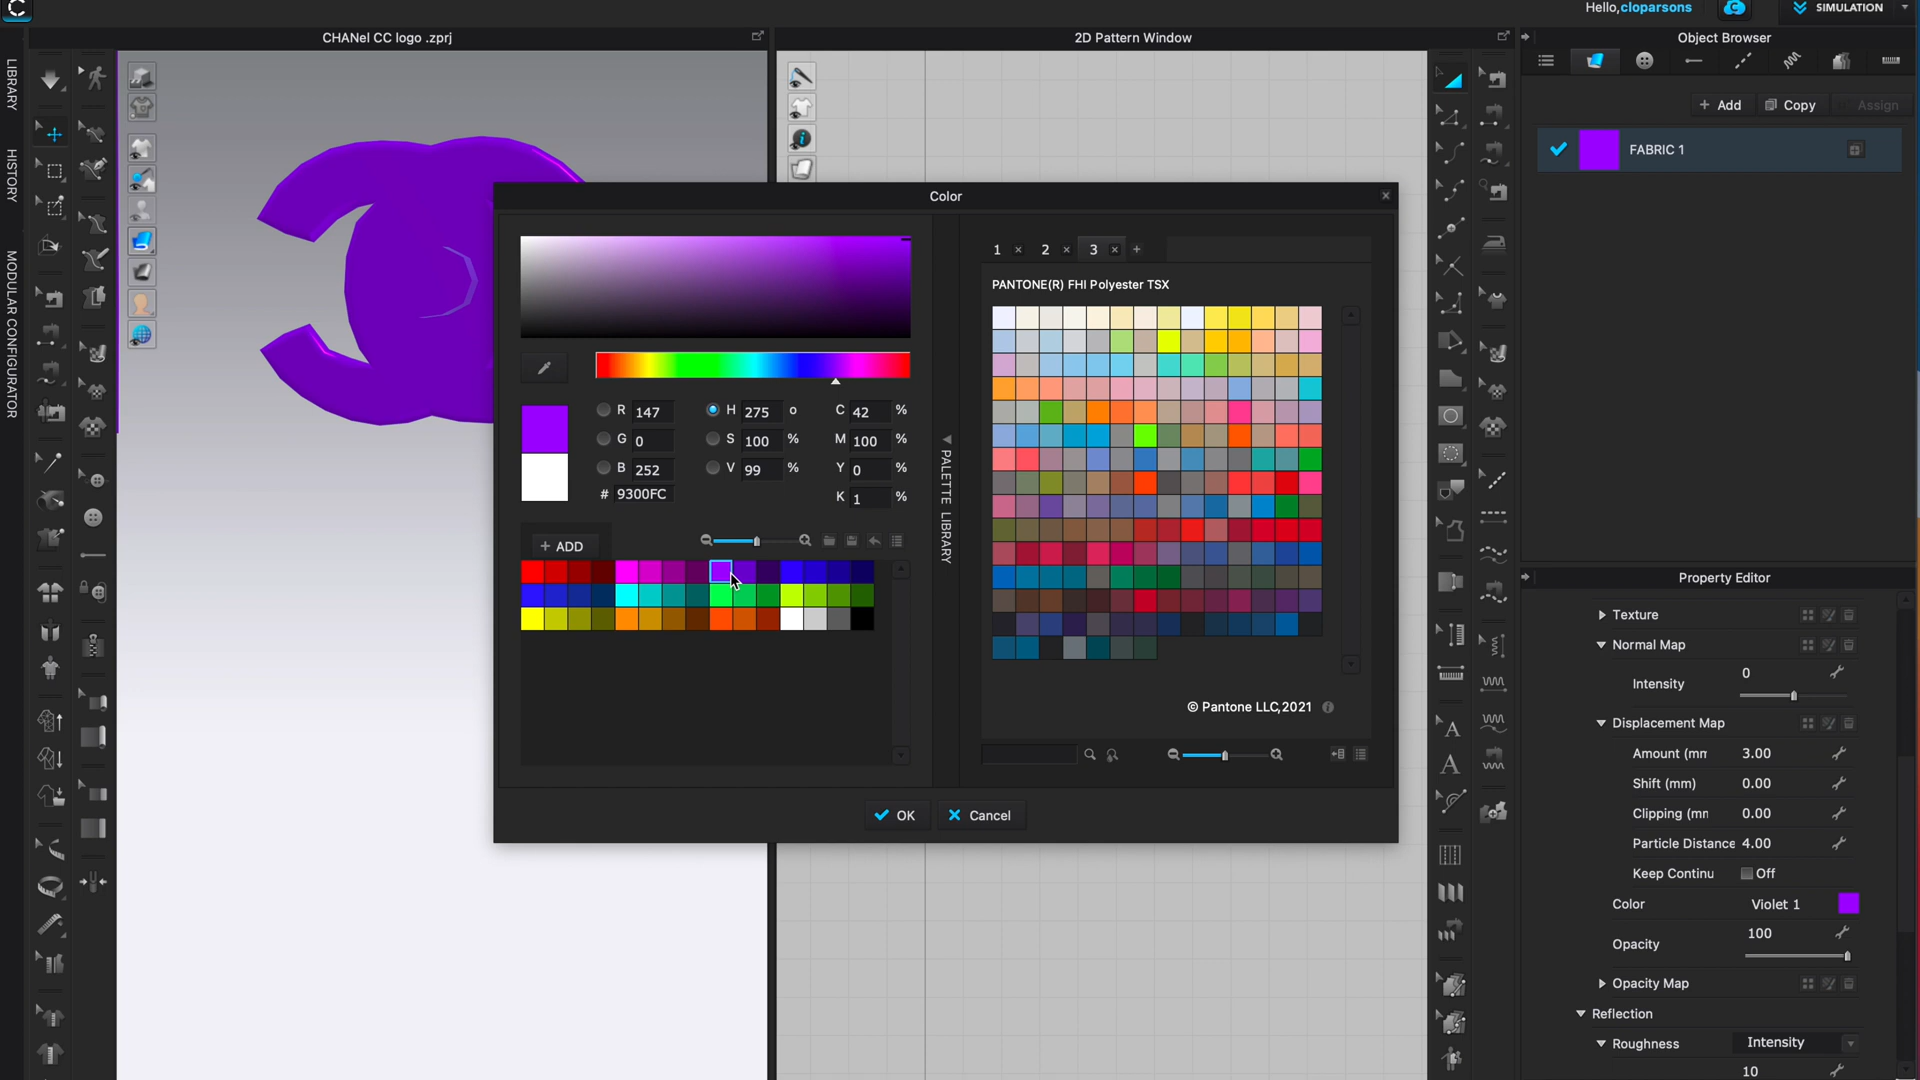 Hello,cloparsons
SIMULATION
CHANel CC logo .zprj
2D Pattern Window
Object Browser
LIBRARY
HISTORY
MODULAR CONFIGURATOR
+ Add
Copy
Assign
FABRIC 1
Color
1
2
3
PANTONE(R) FHI Polyester TSX
R 147
H 275 o
C 42 %
G 0
S 100 %
M 100 %
B 252
V 99 %
Y 0 %
# 9300FC
K 1 %
PALETTE LIBRARY
+ ADD
© Pantone LLC,2021
OK
Cancel
Property Editor
Texture
Normal Map
Intensity
0
Displacement Map
Amount (mm
3.00
Shift (mm)
0.00
Clipping (mm
0.00
Particle Distance
4.00
Keep Continu
Off
Color
Violet 1
Opacity
100
Opacity Map
Reflection
Roughness
Intensity
10